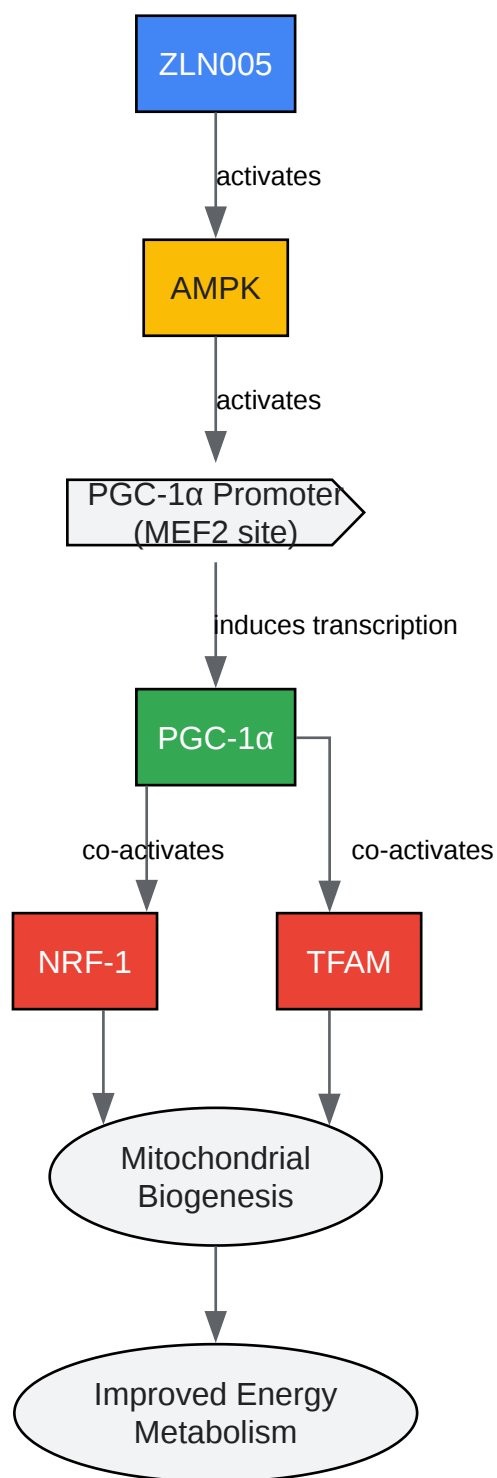 ZLN005
activates
AMPK
activates
PGC-1α Promoter
(MEF2 site)
induces transcription
PGC-1α
co-activates
co-activates
NRF-1
TFAM
Mitochondrial
Biogenesis
Improved Energy
Metabolism